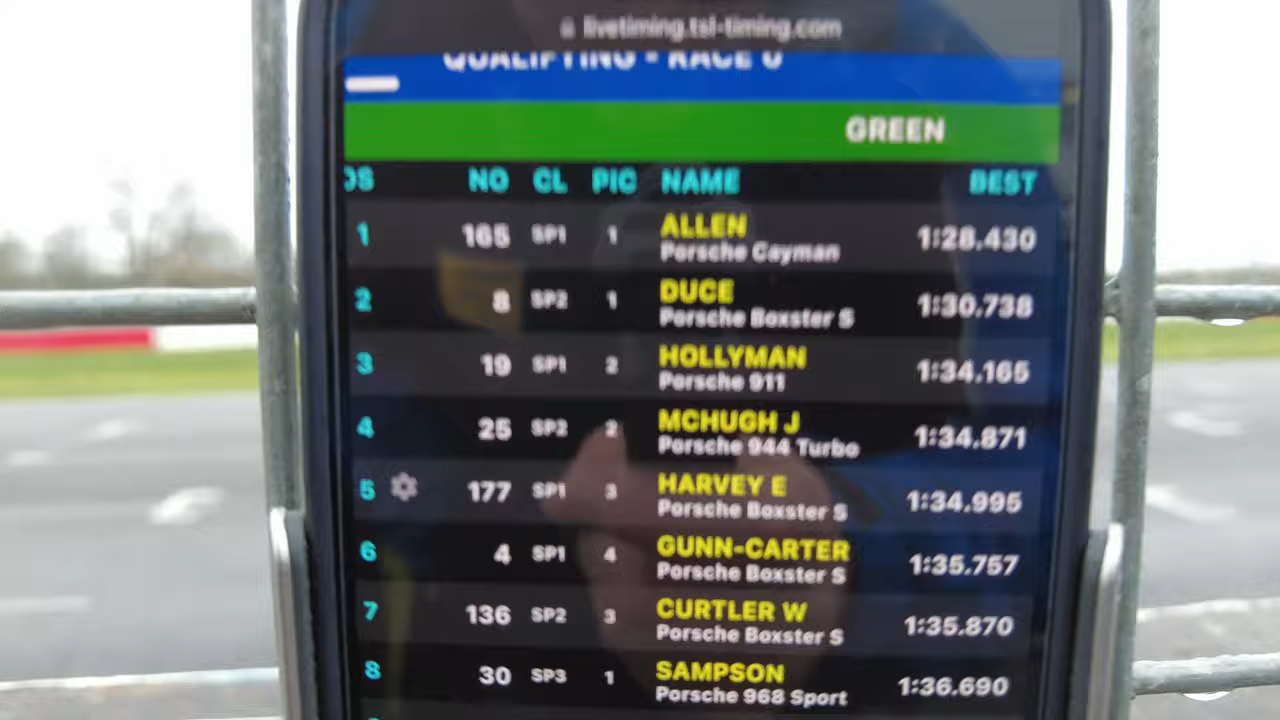 livetiming.tsl-timing.com
QUALIFYING - RACE 6
GREEN
OS NO CL PIC NAME BEST
1 165 SP1 1 ALLEN 1:28.430
Porsche Cayman
2 8 SP2 1 DUCE 1:30.738
Porsche Boxster S
3 19 SP1 2 HOLLYMAN 1:34.165
Porsche 911
4 25 SP2 2 MCHUGH J 1:34.871
Porsche 944 Turbo
5 177 SP1 3 HARVEY E 1:34.995
Porsche Boxster S
6 4 SP1 4 GUNN-CARTER 1:35.757
Porsche Boxster S
7 136 SP2 3 CURTLER W 1:35.870
Porsche Boxster S
8 30 SP3 1 SAMPSON 1:36.690
Porsche 968 Sport